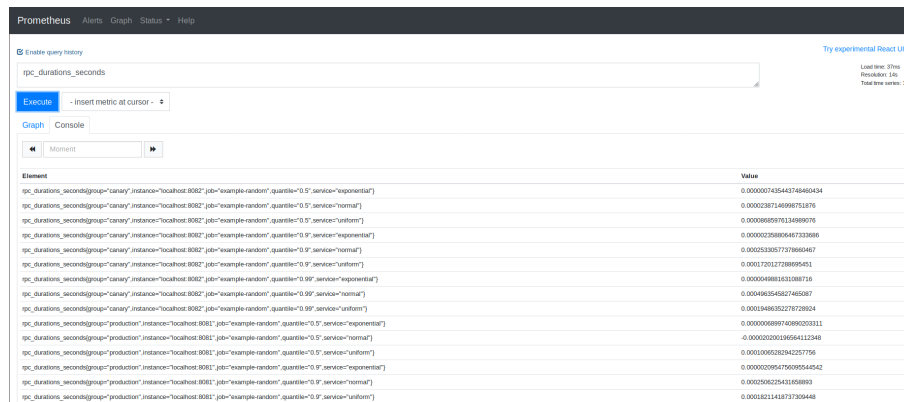 Prometheus Alerts Graph Status Help
Enable query history
Try experimental React UI
rpc_durations_seconds
Load time: 37ms
Resolution: 14s
Total time series:
Execute - insert metric at cursor -
Graph Console
Moment
Element Value
rpc_durations_seconds{group="canary",instance="localhost:8082",job="example-random",quantile="0.5",service="exponential"} 0.0000007435443748460434
rpc_durations_seconds{group="canary",instance="localhost:8082",job="example-random",quantile="0.5",service="normal"} 0.00002387146998751876
rpc_durations_seconds{group="canary",instance="localhost:8082",job="example-random",quantile="0.5",service="uniform"} 0.00008685976134989076
rpc_durations_seconds{group="canary",instance="localhost:8082",job="example-random",quantile="0.9",service="exponential"} 0.000002358806467333686
rpc_durations_seconds{group="canary",instance="localhost:8082",job="example-random",quantile="0.9",service="normal"} 0.00025330577378660467
rpc_durations_seconds{group="canary",instance="localhost:8082",job="example-random",quantile="0.9",service="uniform"} 0.0001720127288695451
rpc_durations_seconds{group="canary",instance="localhost:8082",job="example-random",quantile="0.99",service="exponential"} 0.00000498816310887​16
rpc_durations_seconds{group="canary",instance="localhost:8082",job="example-random",quantile="0.99",service="normal"} 0.00049635458274​65087
rpc_durations_seconds{group="canary",instance="localhost:8082",job="example-random",quantile="0.99",service="uniform"} 0.00019486352278728924
rpc_durations_seconds{group="production",instance="localhost:8081",job="example-random",quantile="0.5",service="exponential"} 0.0000006899740890203311
rpc_durations_seconds{group="production",instance="localhost:8081",job="example-random",quantile="0.5",service="normal"} -0.000020200196564112348
rpc_durations_seconds{group="production",instance="localhost:8081",job="example-random",quantile="0.5",service="uniform"} 0.00010065282942257756
rpc_durations_seconds{group="production",instance="localhost:8081",job="example-random",quantile="0.9",service="exponential"} 0.0000020954756095544542
rpc_durations_seconds{group="production",instance="localhost:8081",job="example-random",quantile="0.9",service="normal"} 0.0002506225431658893
rpc_durations_seconds{group="production",instance="localhost:8081",job="example-random",quantile="0.9",service="uniform"} 0.00018211418737309448